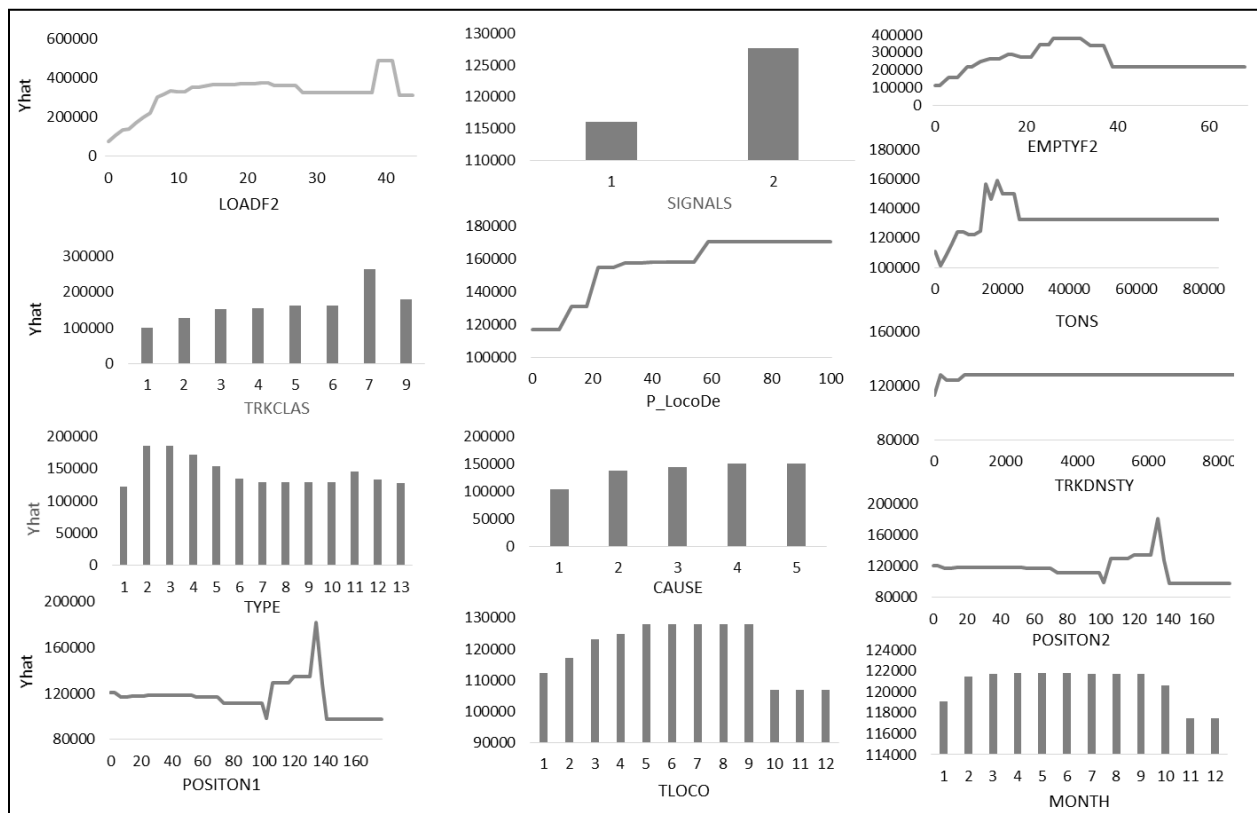 Yhat
600000
400000
200000
0
0 10 20 30 40
LOADF2
130000
125000
120000
115000
110000
1 2
SIGNALS
400000
300000
200000
100000
0
0 20 40 60
EMPTYF2
Yhat
300000
200000
100000
0
1 2 3 4 5 6 7 9
TRKCLAS
180000
160000
140000
120000
100000
0 20 40 60 80 100
P_LocoDe
180000
160000
140000
120000
100000
0 20000 40000 60000 80000
TONS
160000
120000
80000
0 2000 4000 6000 8000
TRKDNSTY
Yhat
200000
150000
100000
50000
0
1 2 3 4 5 6 7 8 9 10 11 12 13
TYPE
200000
150000
100000
50000
0
1 2 3 4 5
CAUSE
200000
160000
120000
80000
0 20 40 60 80 100 120 140 160
POSITON2
Yhat
200000
160000
120000
80000
0 20 40 60 80 100 120 140 160
POSITON1
130000
120000
110000
100000
90000
1 2 3 4 5 6 7 8 9 10 11 12
TLOCO
124000
122000
120000
118000
116000
114000
1 2 3 4 5 6 7 8 9 10 11 12
MONTH